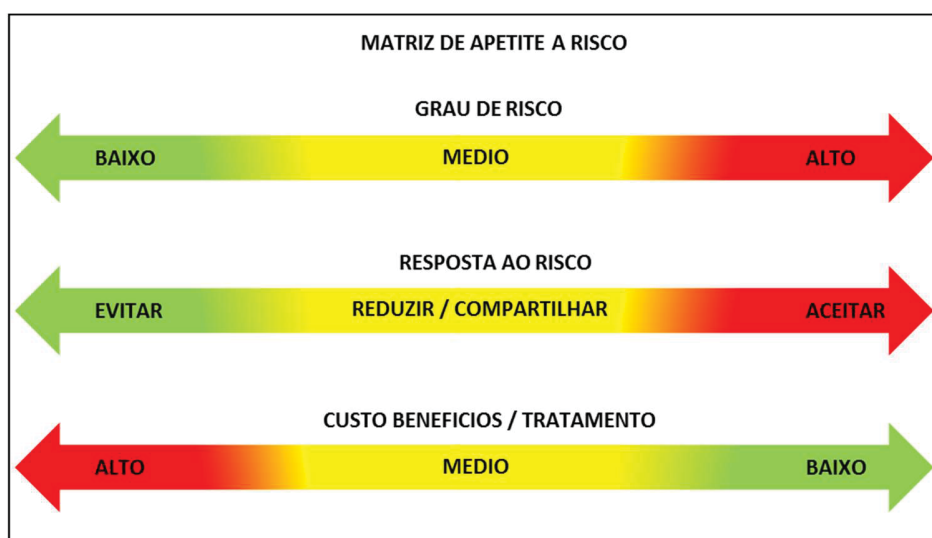 MATRIZ DE APETITE A RISCO
GRAU DE RISCO
BAIXO MEDIO ALTO
RESPOSTA AO RISCO
EVITAR REDUZIR / COMPARTILHAR ACEITAR
CUSTO BENEFICIOS / TRATAMENTO
ALTO MEDIO BAIXO